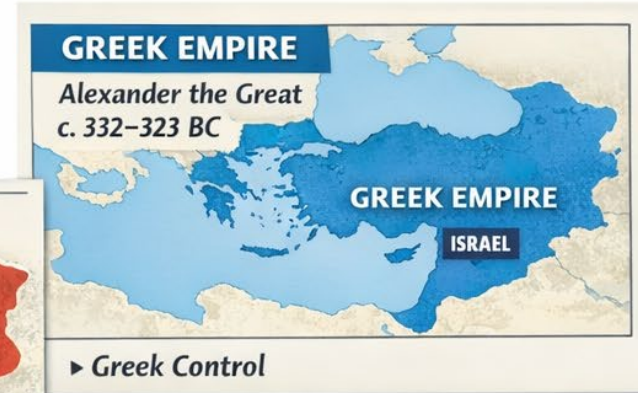 GREEK EMPIRE
Alexander the Great
c. 332–323 BC
GREEK EMPIRE
ISRAEL
▸ Greek Control